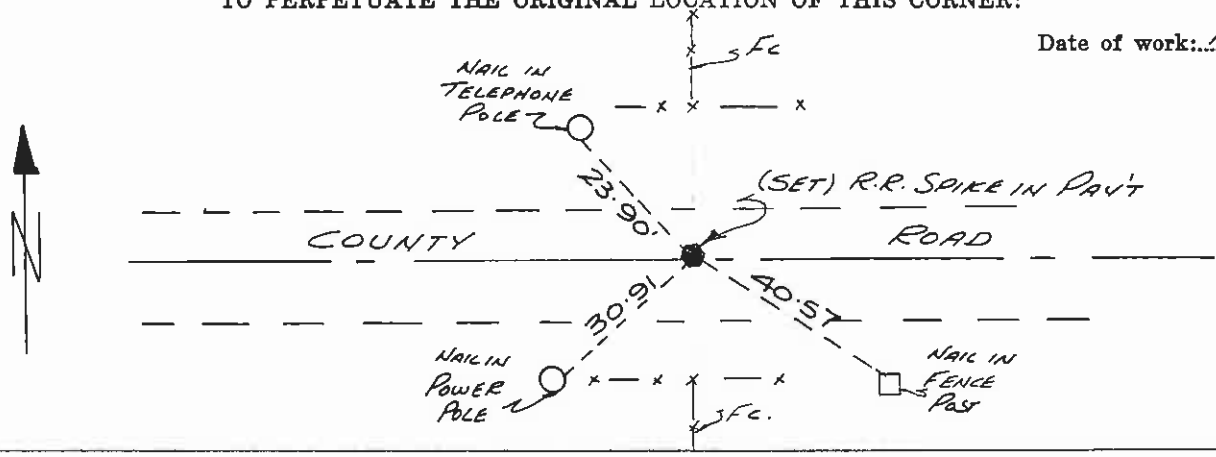 TO PERPETUATE THE ORIGINAL LOCATION OF THIS CORNER:
Date of work:..
Fc
NAIL IN
TELEPHONE
POLE
N
23.90'
(SET) R.R. SPIKE IN PAV'T
COUNTY
ROAD
30.91
40.57
NAIL IN
POWER
POLE
NAIL IN
FENCE
POST
Fc.